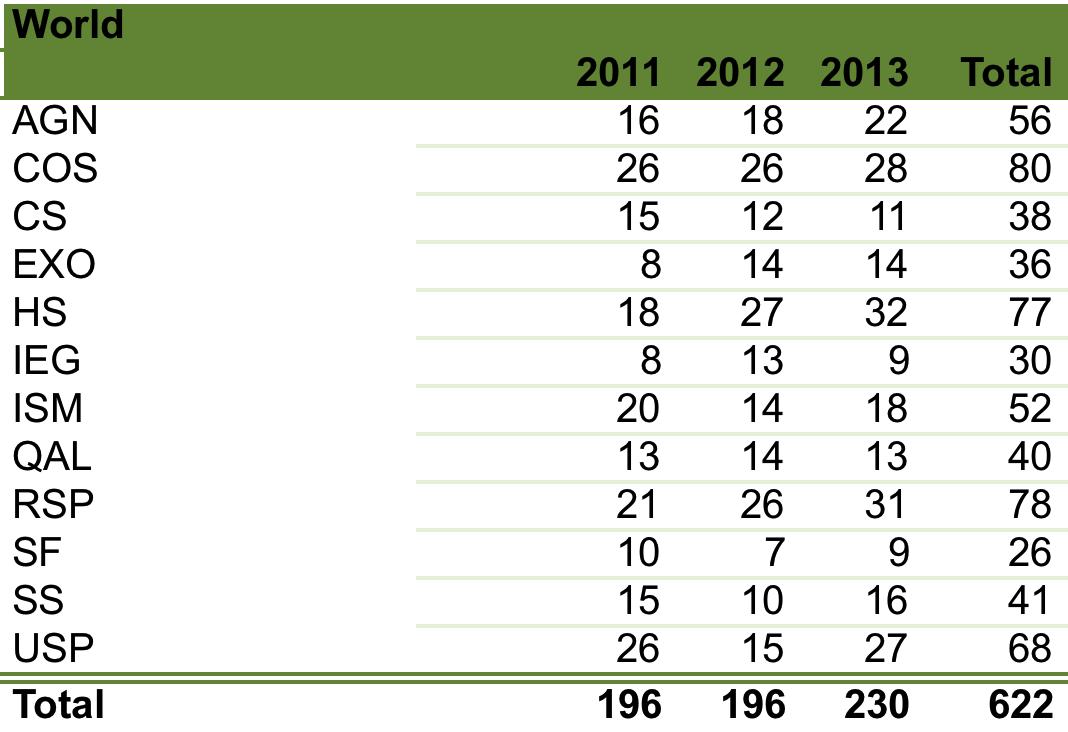 World
2011 2012 2013 Total
AGN 16 18 22 56
COS 26 26 28 80
CS 15 12 11 38
EXO 8 14 14 36
HS 18 27 32 77
IEG 8 13 9 30
ISM 20 14 18 52
QAL 13 14 13 40
RSP 21 26 31 78
SF 10 7 9 26
SS 15 10 16 41
USP 26 15 27 68
Total 196 196 230 622